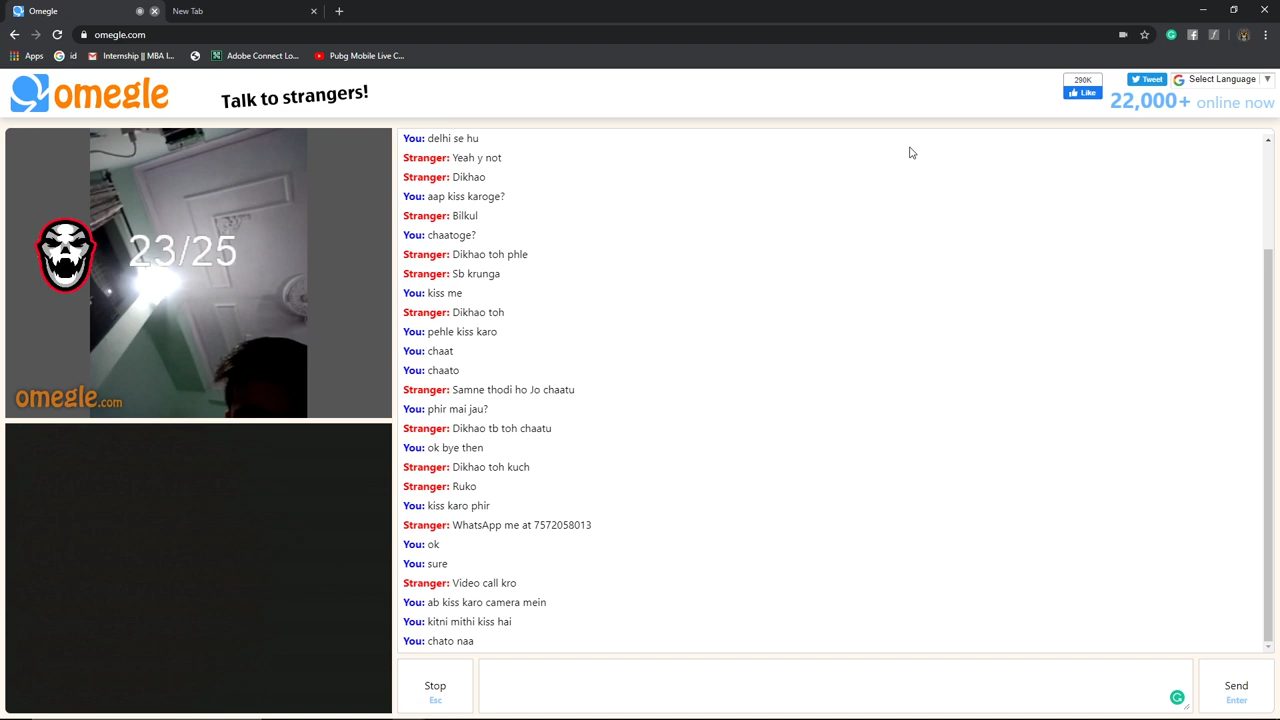 Omegle
New Tab
omegle.com
Apps
id
Internship || MBA I...
Adobe Connect Lo...
Pubg Mobile Live C...
omegle
Talk to strangers!
290K
Like
Tweet
Select Language
22,000+ online now
23/25
omegle.com
You: delhi se hu
Stranger: Yeah y not
Stranger: Dikhao
You: aap kiss karoge?
Stranger: Bilkul
You: chaatoge?
Stranger: Dikhao toh phle
Stranger: Sb krunga
You: kiss me
Stranger: Dikhao toh
You: pehle kiss karo
You: chaat
You: chaato
Stranger: Samne thodi ho Jo chaatu
You: phir mai jau?
Stranger: Dikhao tb toh chaatu
You: ok bye then
Stranger: Dikhao toh kuch
Stranger: Ruko
You: kiss karo phir
Stranger: WhatsApp me at 7572058013
You: ok
You: sure
Stranger: Video call kro
You: ab kiss karo camera mein
You: kitni mithi kiss hai
You: chato naa
Stop
Esc
Send
Enter